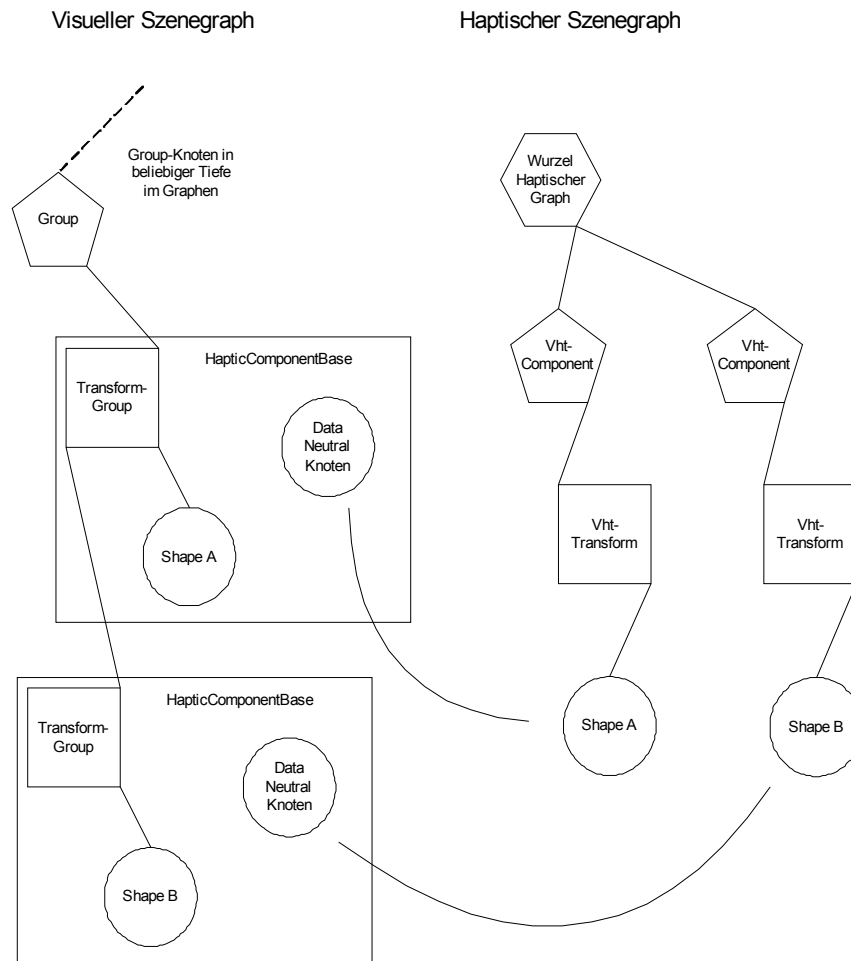 Visueller Szenegraph
Haptischer Szenegraph
Group-Knoten in
beliebiger Tiefe
im Graphen
Group
Wurzel
Haptischer
Graph
HapticComponentBase
Transform-
Group
Data
Neutral
Knoten
Shape A
Vht-
Component
Vht-
Component
Vht-
Transform
Vht-
Transform
HapticComponentBase
Transform-
Group
Data
Neutral
Knoten
Shape B
Shape A
Shape B